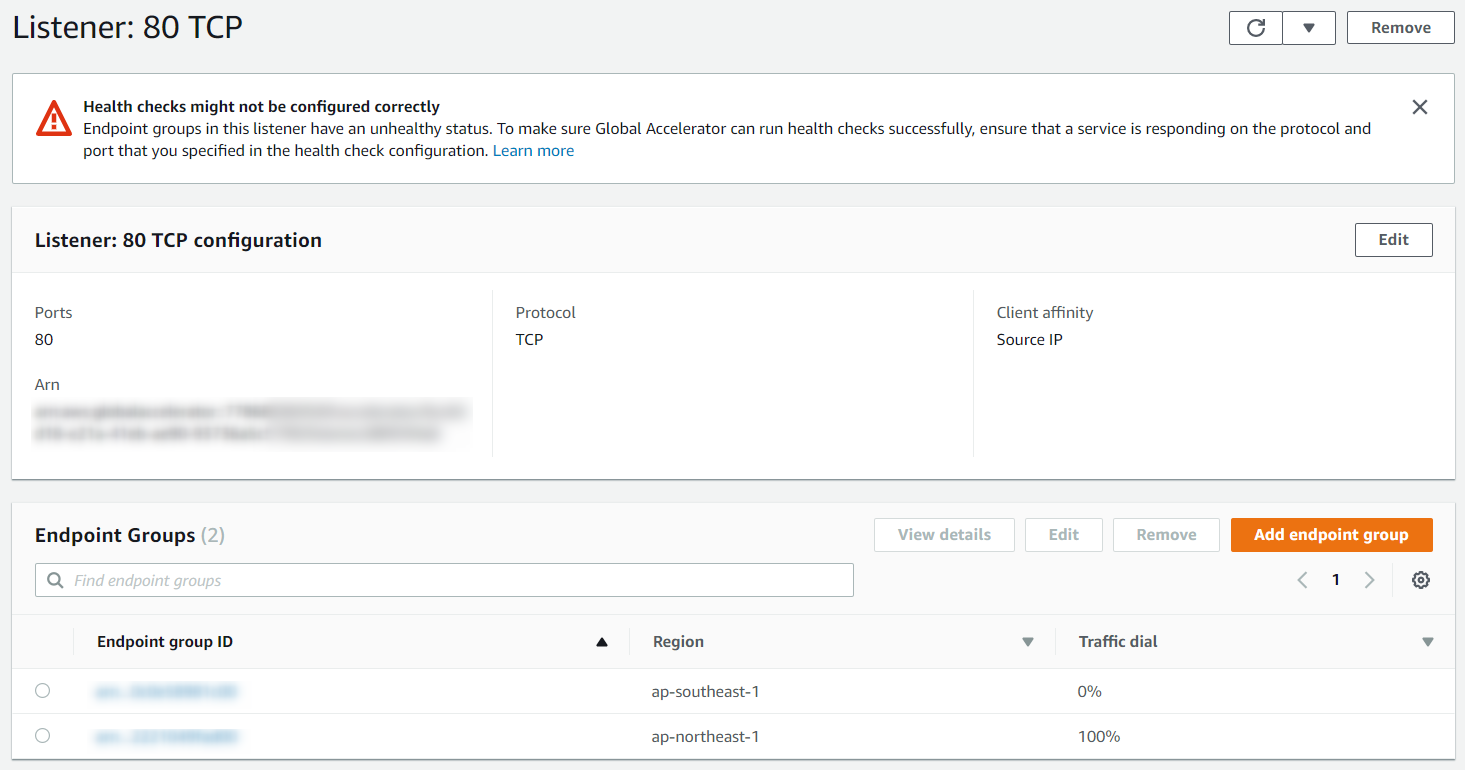 Listener: 80 TCP
Remove
Health checks might not be configured correctly
Endpoint groups in this listener have an unhealthy status. To make sure Global Accelerator can run health checks successfully, ensure that a service is responding on the protocol and
port that you specified in the health check configuration. Learn more
Listener: 80 TCP configuration
Edit
Ports
80
Protocol
TCP
Client affinity
Source IP
Arn
Endpoint Groups (2)
View details
Edit
Remove
Add endpoint group
Find endpoint groups
1
Endpoint group ID
Region
Traffic dial
ap-southeast-1
0%
ap-northeast-1
100%